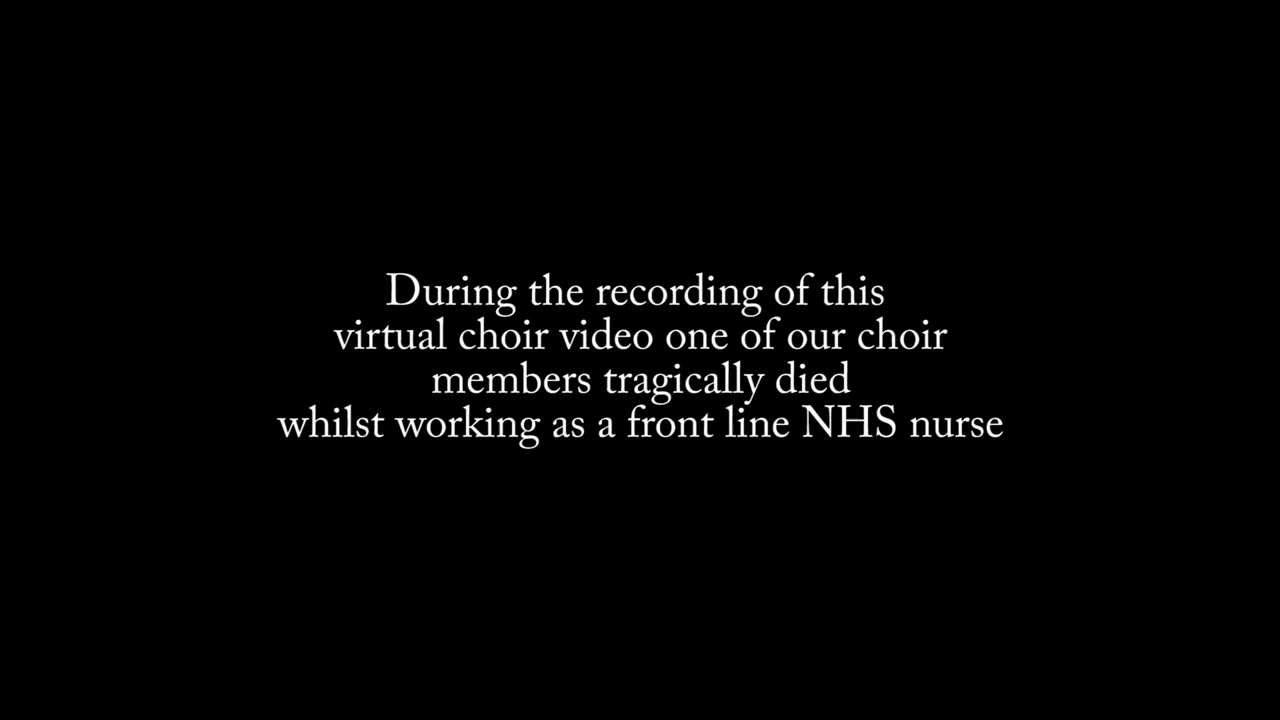 During the recording of this
virtual choir video one of our choir
members tragically died
whilst working as a front line NHS nurse